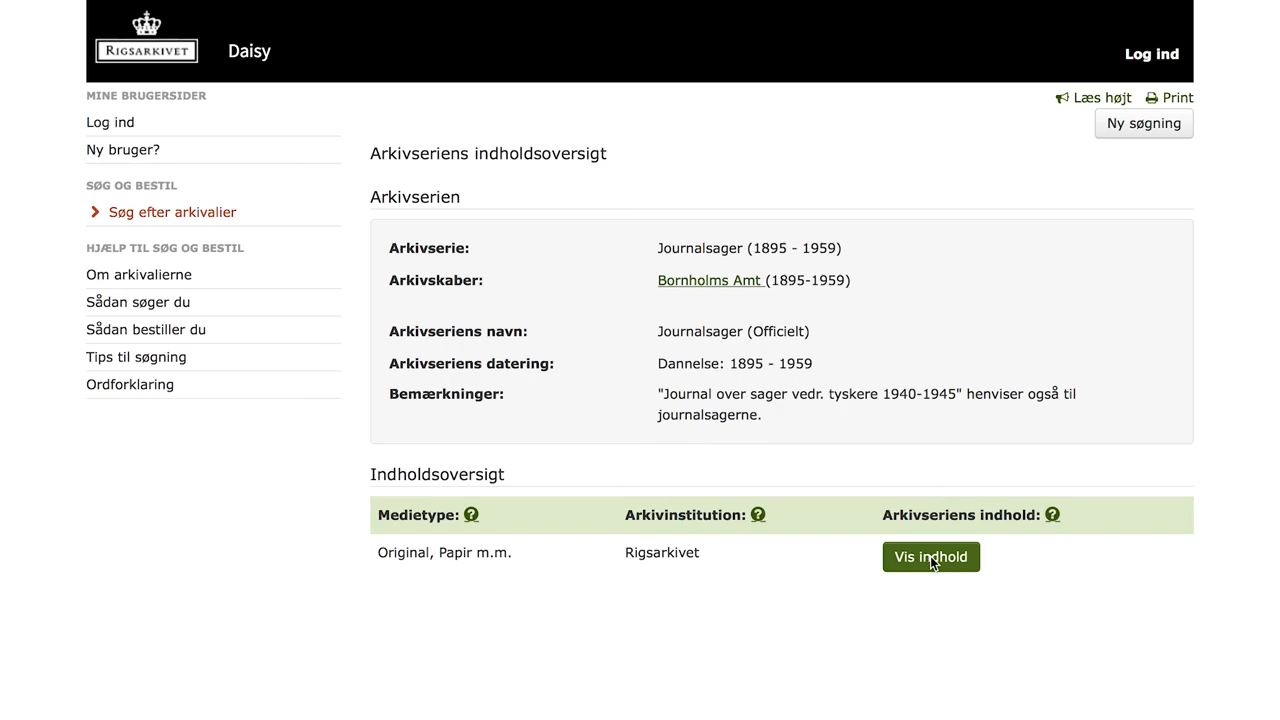 RIGSARKIVET
Daisy
Log ind
MINE BRUGERSIDER
Log ind
Ny bruger?
SØG OG BESTIL
Søg efter arkivalier
HJÆLP TIL SØG OG BESTIL
Om arkivalierne
Sådan søger du
Sådan bestiller du
Tips til søgning
Ordforklaring
Læs højt Print
Ny søgning
Arkivseriens indholdsoversigt
Arkivserien
Arkivserie: Journalsager (1895 - 1959)
Arkivskaber: Bornholms Amt (1895-1959)
Arkivseriens navn: Journalsager (Officielt)
Arkivseriens datering: Dannelse: 1895 - 1959
Bemærkninger: "Journal over sager vedr. tyskere 1940-1945" henviser også til
journalsagerne.
Indholdsoversigt
Medietype: ? Arkivinstitution: ? Arkivseriens indhold: ?
Original, Papir m.m. Rigsarkivet Vis indhold